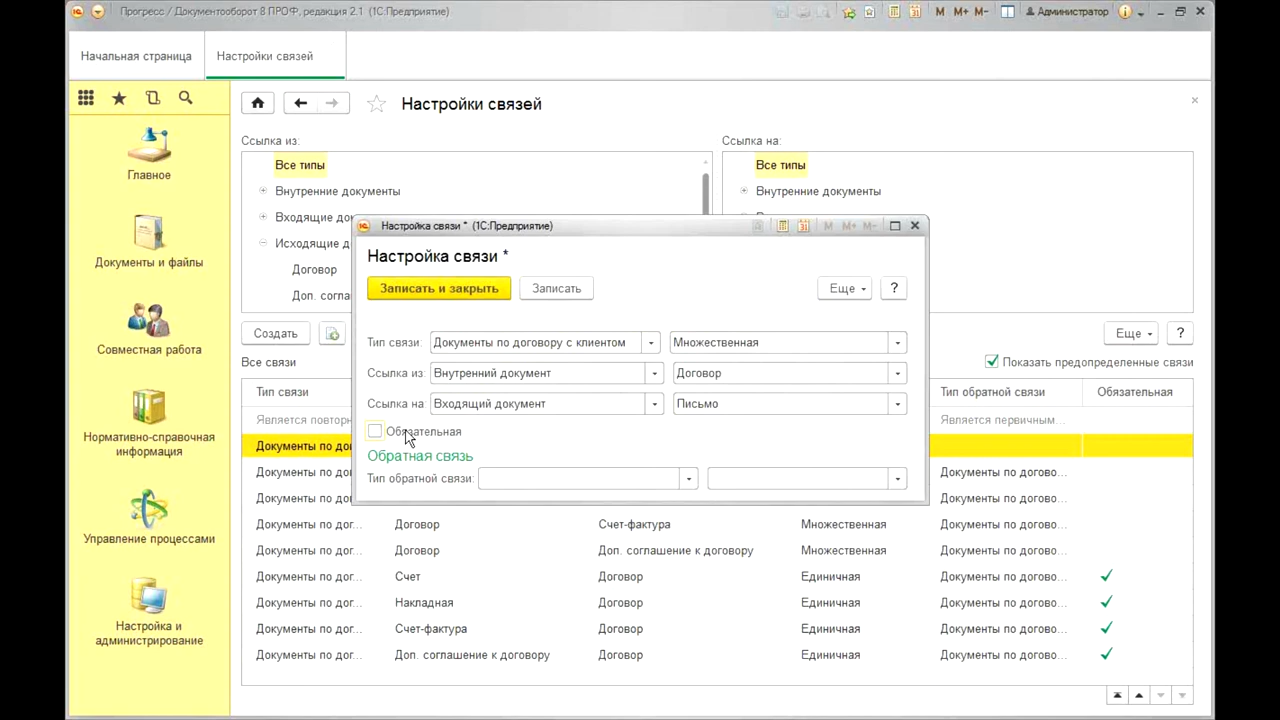 Прогресс / Документооборот 8 ПРОФ, редакция 2.1 (1С:Предприятие)
M M+ M- Администратор
Начальная страница Настройки связей
Настройки связей
Ссылка из: Ссылка на:
Все типы Все типы
Внутренние документы Внутренние документы
Входящие до
Исходящие д
Договор
Доп. согла
Главное
Документы и файлы
Совместная работа
Нормативно-справочная
информация
Управление процессами
Настройка и
администрирование
Настройка связи * (1С:Предприятие) M M+ M-
Настройка связи *
Записать и закрыть Записать Еще ?
Тип связи: Документы по договору с клиентом Множественная
Ссылка из: Внутренний документ Договор
Ссылка на Входящий документ Письмо
Обязательная
Обратная связь
Тип обратной связи:
Создать Еще ?
Все связи Показать предопределенные связи
Тип связи Тип обратной связи Обязательная
Является повторн Является первичным...
Документы по до
Документы по дог Документы по догово...
Документы по дог Документы по догово...
Документы по дог... Договор Счет-фактура Множественная Документы по догово...
Документы по дог... Договор Доп. соглашение к договору Множественная Документы по догово...
Документы по дог... Счет Договор Единичная Документы по догово...
Документы по дог... Накладная Договор Единичная Документы по догово...
Документы по дог... Счет-фактура Договор Единичная Документы по догово...
Документы по дог... Доп. соглашение к договору Договор Единичная Документы по догово...